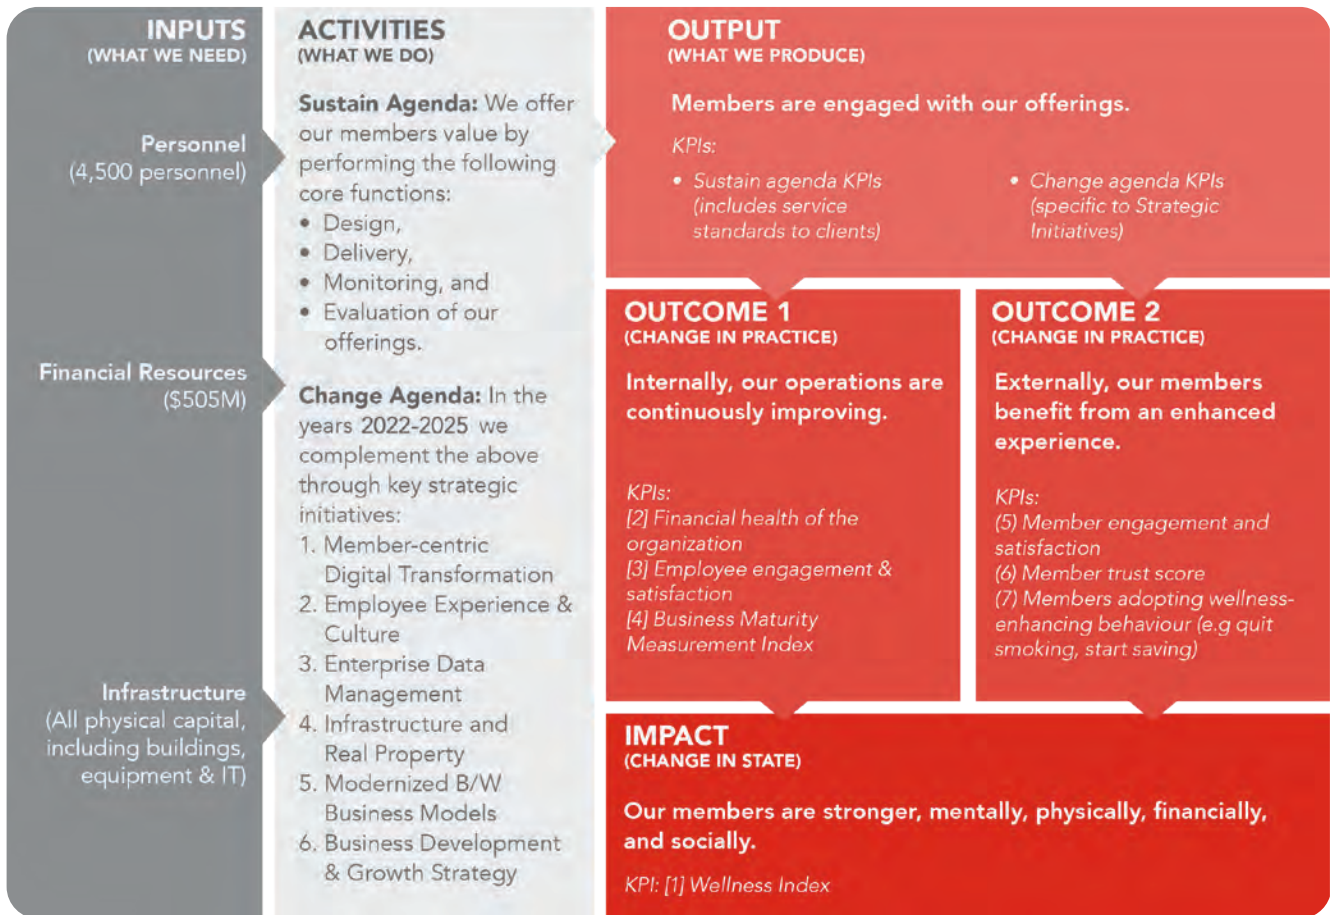 INPUTS
(WHAT WE NEED)
Personnel
(4,500 personnel)
Financial Resources
($505M)
Infrastructure
(All physical capital,
including buildings,
equipment & IT)
ACTIVITIES
(WHAT WE DO)
Sustain Agenda: We offer
our members value by
performing the following
core functions:
• Design,
• Delivery,
• Monitoring, and
• Evaluation of our
offerings.
Change Agenda: In the
years 2022-2025 we
complement the above
through key strategic
initiatives:
1. Member-centric
Digital Transformation
2. Employee Experience &
Culture
3. Enterprise Data
Management
4. Infrastructure and
Real Property
5. Modernized B/W
Business Models
6. Business Development
& Growth Strategy
OUTPUT
(WHAT WE PRODUCE)
Members are engaged with our offerings.
KPIs:
• Sustain agenda KPIs
(includes service
standards to clients)
• Change agenda KPIs
(specific to Strategic
Initiatives)
OUTCOME 1
(CHANGE IN PRACTICE)
Internally, our operations are
continuously improving.
KPIs:
[2] Financial health of the
organization
[3] Employee engagement &
satisfaction
[4] Business Maturity
Measurement Index
OUTCOME 2
(CHANGE IN PRACTICE)
Externally, our members
benefit from an enhanced
experience.
KPIs:
(5) Member engagement and
satisfaction
(6) Member trust score
(7) Members adopting wellness-
enhancing behaviour (e.g quit
smoking, start saving)
IMPACT
(CHANGE IN STATE)
Our members are stronger, mentally, physically, financially,
and socially.
KPI: [1] Wellness Index